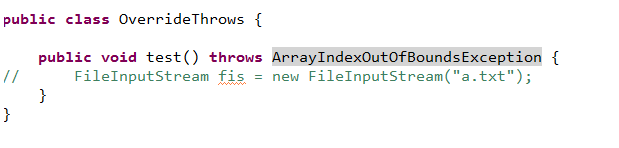 public class OverrideThrows {
    public void test() throws ArrayIndexOutOfBoundsException {
//      FileInputStream fis = new FileInputStream("a.txt");
    }
}